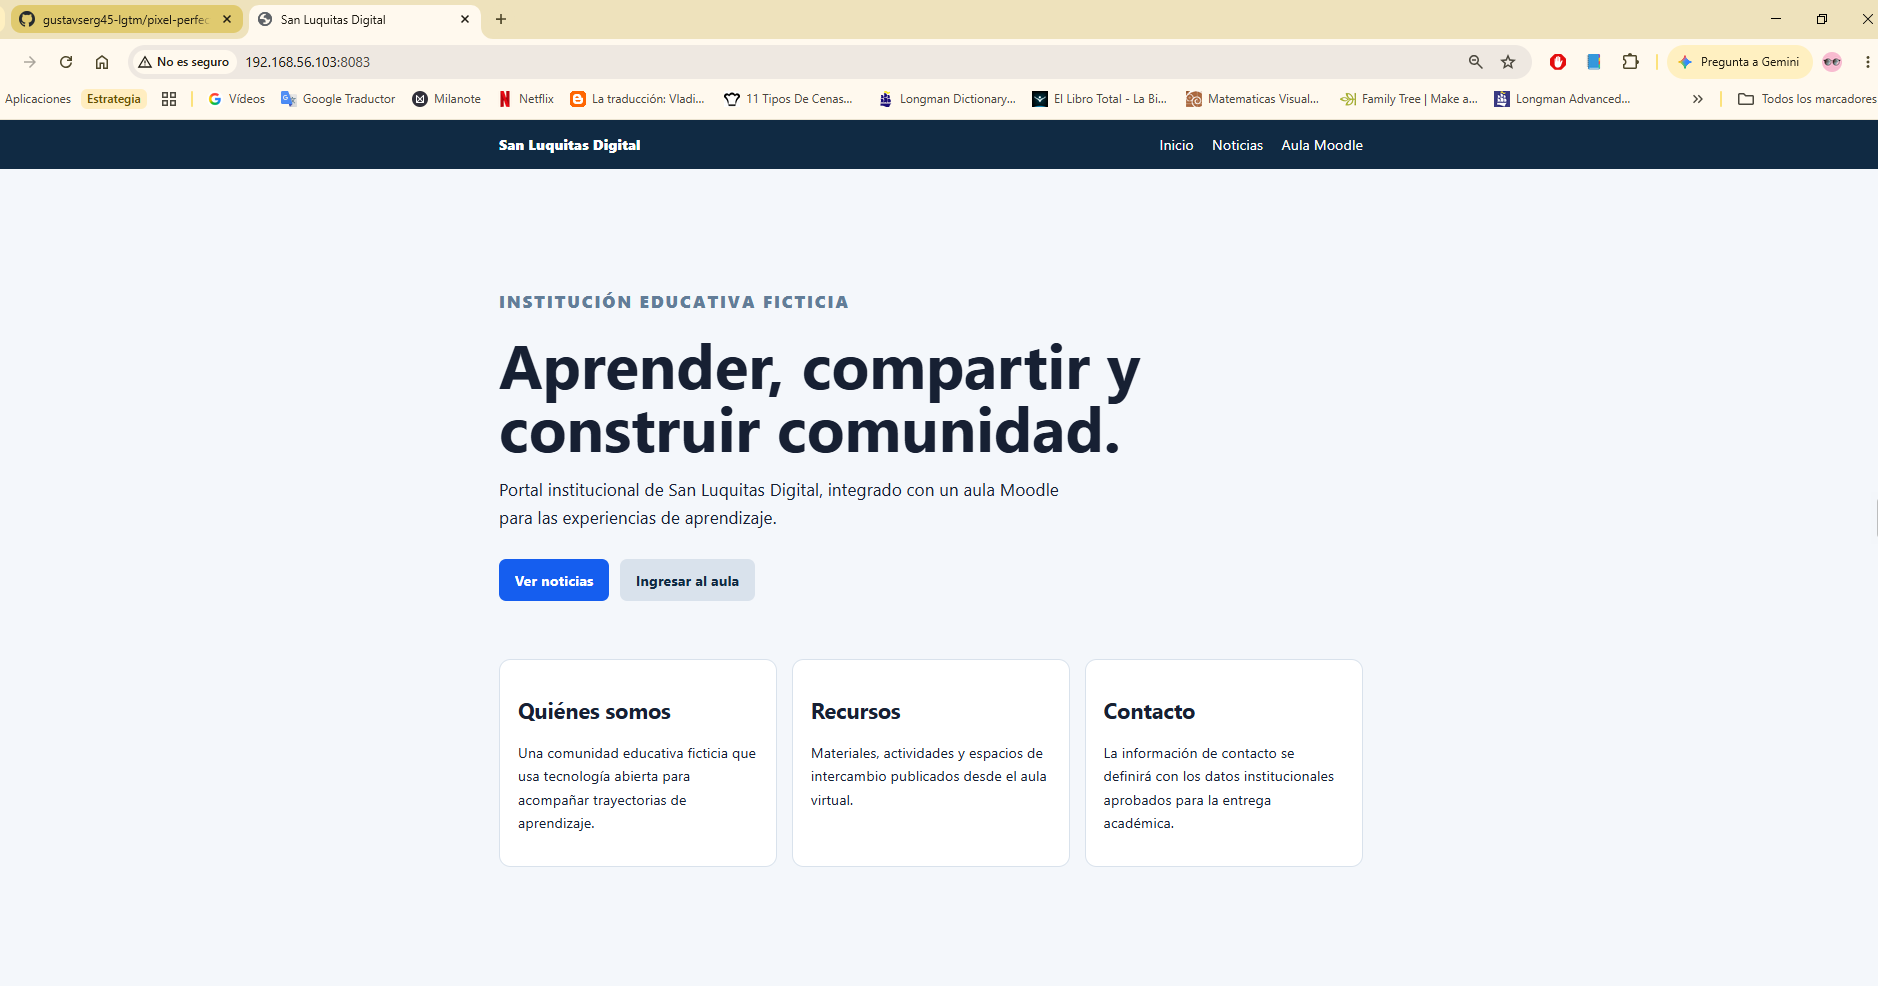 gustavserg45-lgtm/pixel-perfec
San Luquitas Digital
No es seguro
192.168.56.103:8083
Pregunta a Gemini
Aplicaciones
Estrategia
Vídeos
Google Traductor
Milanote
Netflix
La traducción: Vladi...
11 Tipos De Cenas...
Longman Dictionary...
El Libro Total - La Bi...
Matematicas Visual...
Family Tree | Make a...
Longman Advanced...
Todos los marcadores
San Luquitas Digital
Inicio
Noticias
Aula Moodle
INSTITUCIÓN EDUCATIVA FICTICIA
Aprender, compartir y
construir comunidad.
Portal institucional de San Luquitas Digital, integrado con un aula Moodle
para las experiencias de aprendizaje.
Ver noticias
Ingresar al aula
Quiénes somos
Una comunidad educativa ficticia que
usa tecnología abierta para
acompañar trayectorias de
aprendizaje.
Recursos
Materiales, actividades y espacios de
intercambio publicados desde el aula
virtual.
Contacto
La información de contacto se
definirá con los datos institucionales
aprobados para la entrega
académica.